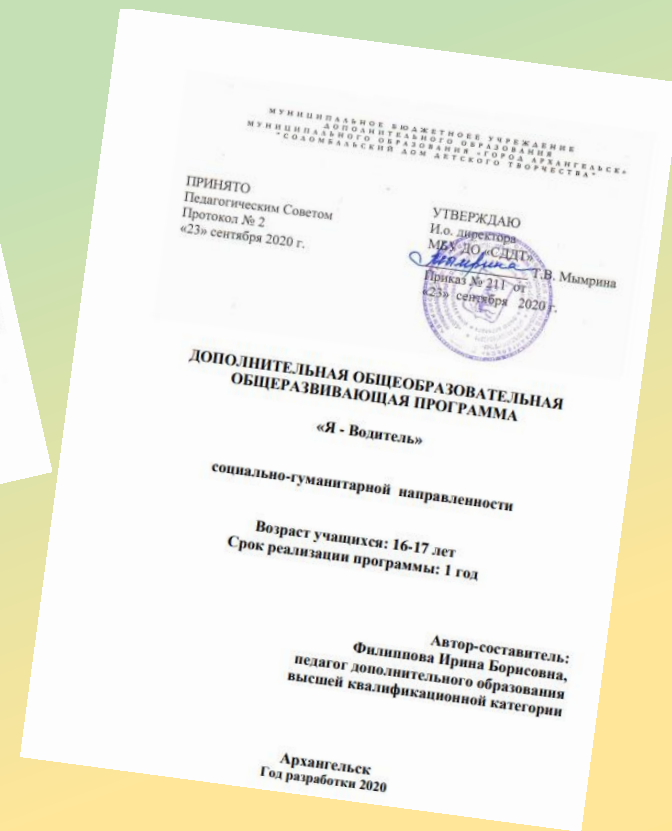 МУНИЦИПАЛЬНОЕ БЮДЖЕТНОЕЕ УЧРЕЖДЕНИЕ
ДОПОЛНИТЕЛЬНОГО ОБРАЗОВАНИЯ
МУНИЦИПАЛЬНОГО ОБРАЗОВАНИЯ «ГОРОД АРХАНГЕЛЬСК»
"СОЛОМБАЛЬСКИЙ ДОМ ДЕТСКОГО ТВОРЧЕСТВА"
ПРИНЯТО
Педагогическим Советом
Протокол № 2
«23» сентября 2020 г.
УТВЕРЖДАЮ
И.о. директора
МБУ ДО «СДДТ»
Т.В. Мымрина
Приказ № 211 от
«23» сентября 2020 г.
ДОПОЛНИТЕЛЬНАЯ ОБЩЕОБРАЗОВАТЕЛЬНАЯ
ОБЩЕРАЗВИВАЮЩАЯ ПРОГРАММА
«Я - Водитель»
социально-гуманитарной направленности
Возраст учащихся: 16-17 лет
Срок реализации программы: 1 год
Автор-составитель:
Филиппова Ирина Борисовна,
педагог дополнительного образования
высшей квалификационной категории
Архангельск
Год разработки 2020